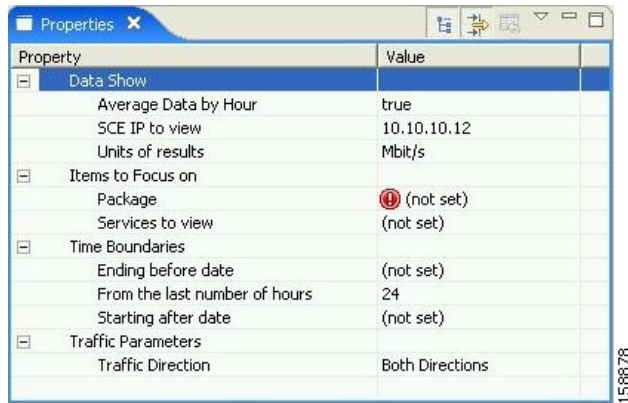 Properties
Property Value
Data Show
Average Data by Hour true
SCE IP to view 10.10.10.12
Units of results Mbit/s
Items to Focus on
Package (not set)
Services to view (not set)
Time Boundaries
Ending before date (not set)
From the last number of hours 24
Starting after date (not set)
Traffic Parameters
Traffic Direction Both Directions
158878